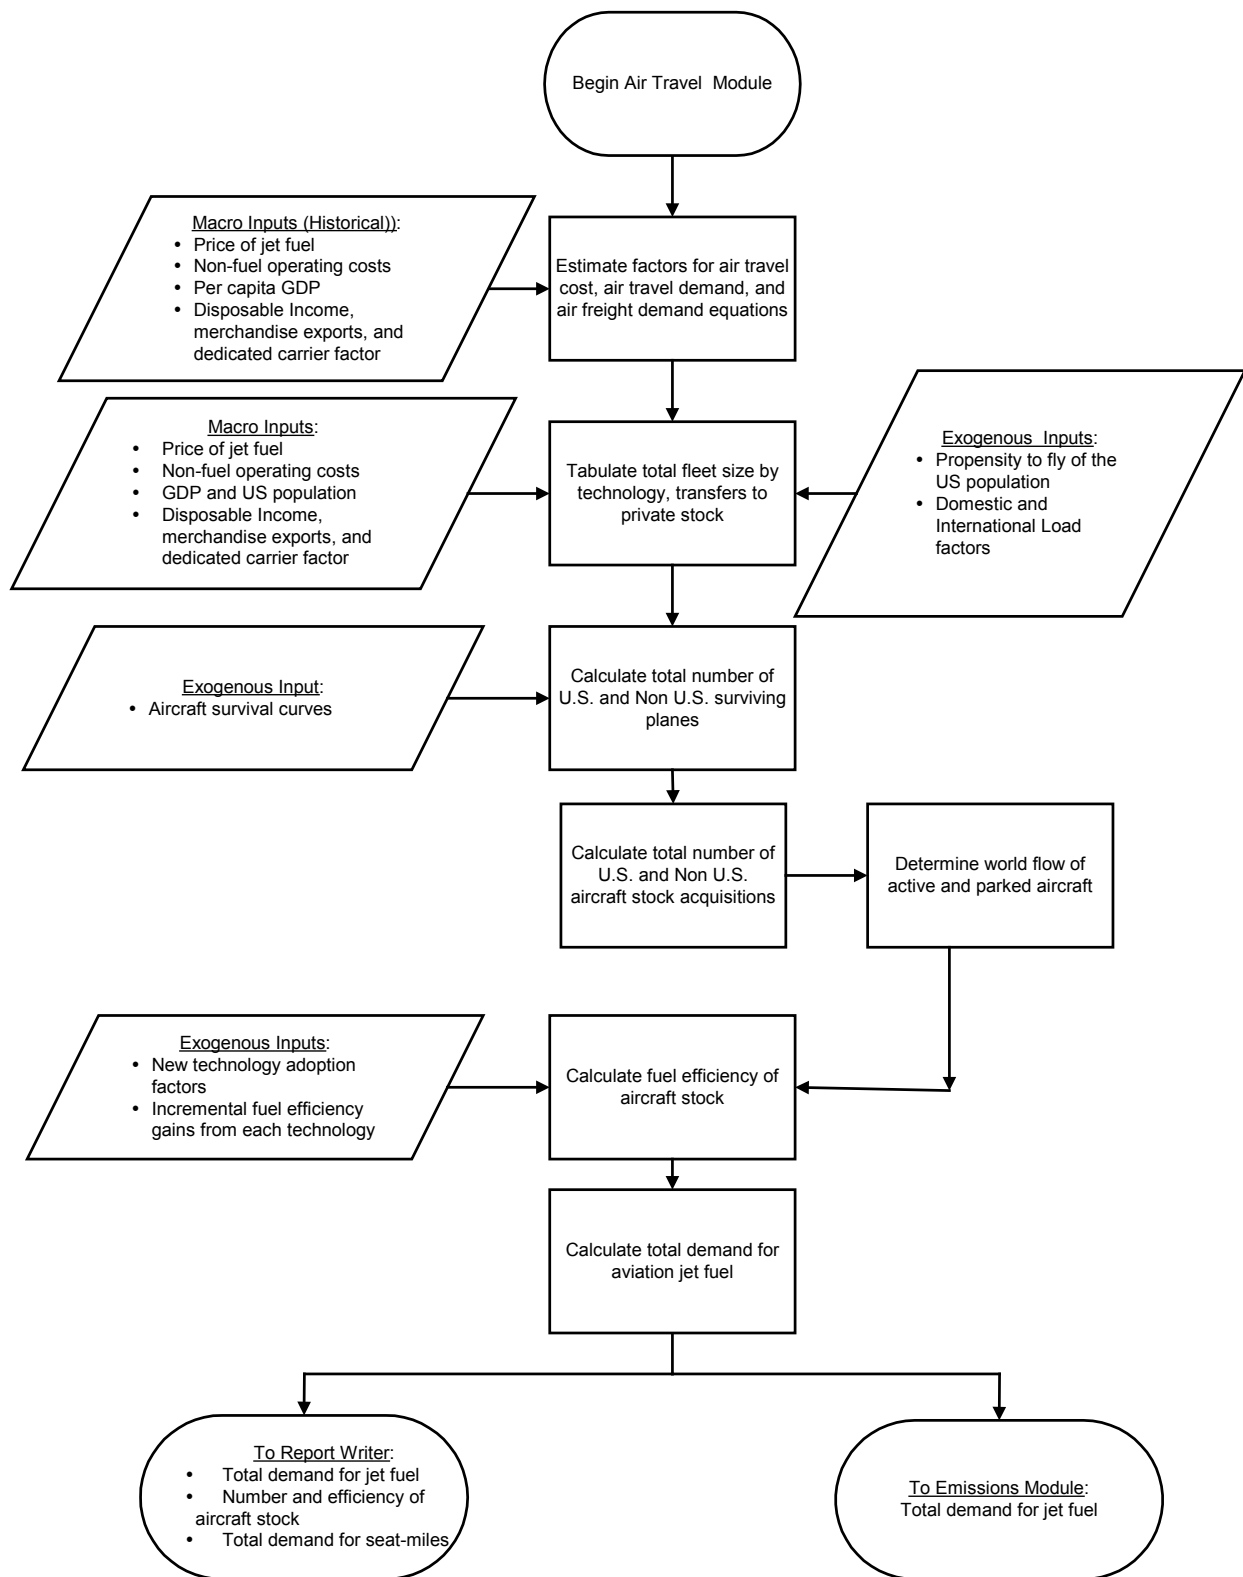 Begin Air Travel  Module
Macro Inputs (Historical)):
• Price of jet fuel
• Non-fuel operating costs
• Per capita GDP
• Disposable Income,
merchandise exports, and
dedicated carrier factor
Estimate factors for air travel
cost, air travel demand, and
air freight demand equations
Macro Inputs:
• Price of jet fuel
• Non-fuel operating costs
• GDP and US population
• Disposable Income,
merchandise exports, and
dedicated carrier factor
Tabulate total fleet size by
technology, transfers to
private stock
Exogenous  Inputs:
• Propensity to fly of the
US population
• Domestic and
International Load
factors
Exogenous Input:
• Aircraft survival curves
Calculate total number of
U.S. and Non U.S. surviving
planes
Calculate total number of
U.S. and Non U.S.
aircraft stock acquisitions
Determine world flow of
active and parked aircraft
Exogenous Inputs:
• New technology adoption
factors
• Incremental fuel efficiency
gains from each technology
Calculate fuel efficiency of
aircraft stock
Calculate total demand for
aviation jet fuel
To Report Writer:
• Total demand for jet fuel
• Number and efficiency of
aircraft stock
• Total demand for seat-miles
To Emissions Module:
Total demand for jet fuel